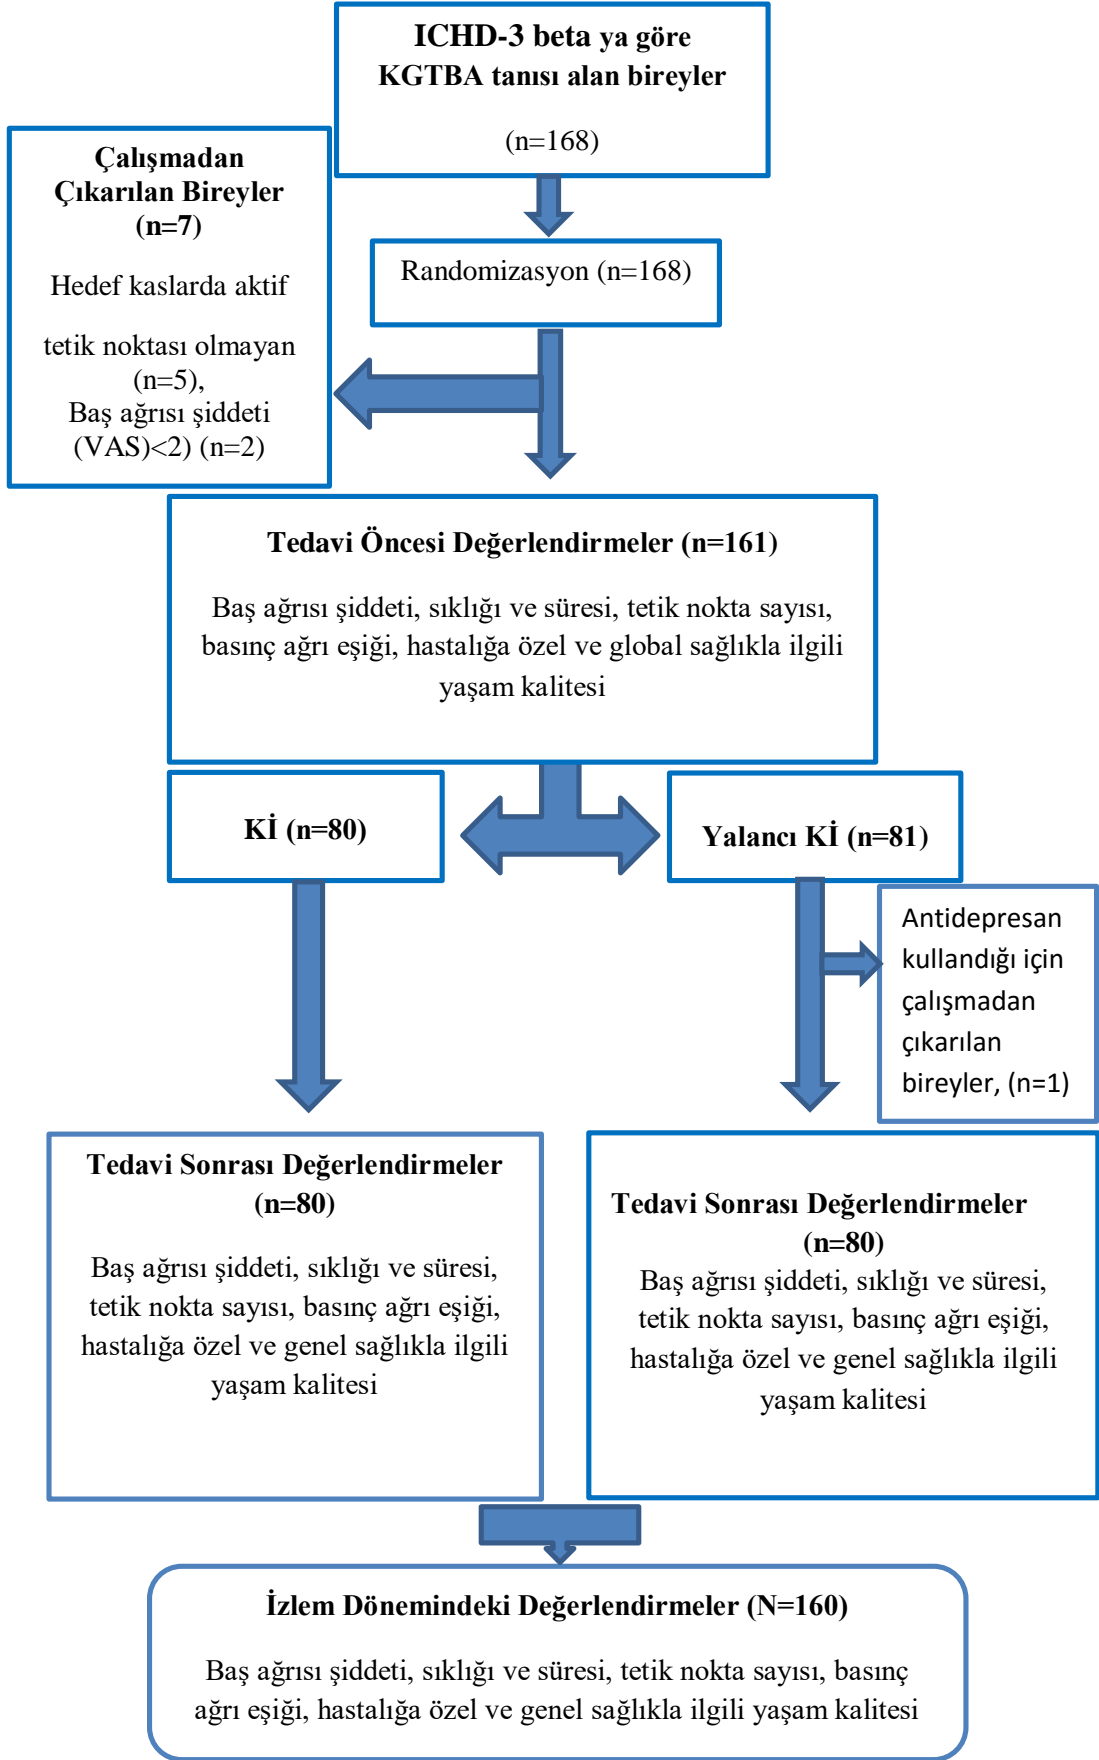 ICHD-3 beta ya göre
KGTBA tanısı alan bireyler
(n=168)
Çalışmadan
Çıkarılan Bireyler
(n=7)
Hedef kaslarda aktif
tetik noktası olmayan
(n=5),
Baş ağrısı şiddeti
(VAS)<2) (n=2)
Randomizasyon (n=168)
Tedavi Öncesi Değerlendirmeler (n=161)
Baş ağrısı şiddeti, sıklığı ve süresi, tetik nokta sayısı,
basınç ağrı eşiği, hastalığa özel ve global sağlıkla ilgili
yaşam kalitesi
Kİ (n=80)
Yalancı Kİ (n=81)
Antidepresan
kullandığı için
çalışmadan
çıkarılan
bireyler, (n=1)
Tedavi Sonrası Değerlendirmeler
(n=80)
Baş ağrısı şiddeti, sıklığı ve süresi,
tetik nokta sayısı, basınç ağrı eşiği,
hastalığa özel ve genel sağlıkla ilgili
yaşam kalitesi
Tedavi Sonrası Değerlendirmeler
(n=80)
Baş ağrısı şiddeti, sıklığı ve süresi,
tetik nokta sayısı, basınç ağrı eşiği,
hastalığa özel ve genel sağlıkla ilgili
yaşam kalitesi
İzlem Dönemindeki Değerlendirmeler (N=160)
Baş ağrısı şiddeti, sıklığı ve süresi, tetik nokta sayısı, basınç
ağrı eşiği, hastalığa özel ve genel sağlıkla ilgili yaşam kalitesi